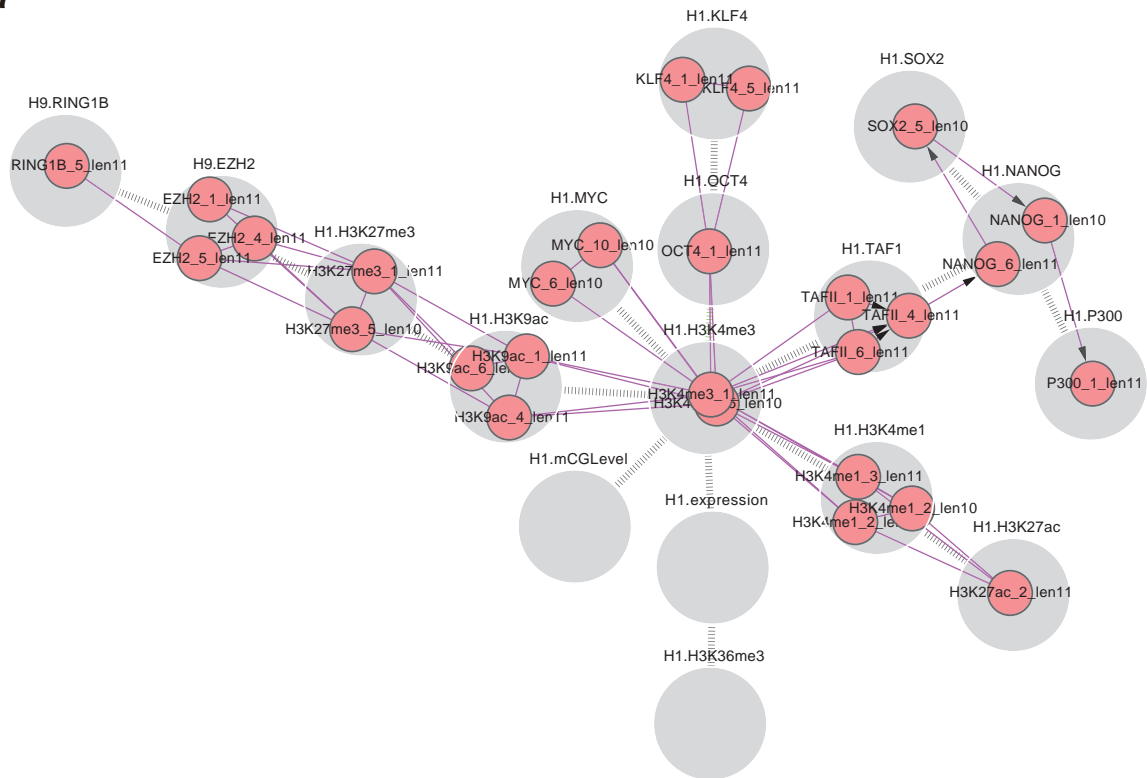 H1.KLF4
KLF4_1_len11
KLF4_5_len11
H1.SOX2
SOX2_5_len10
H9.RING1B
RING1B_5_len11
H9.EZH2
EZH2_1_len11
EZH2_4_len11
EZH2_5_len11
H1.OCT4
OCT4_1_len11
H1.NANOG
NANOG_1_len10
NANOG_6_len11
H1.MYC
MYC_10_len10
MYC_6_len10
H1.H3K27me3
H3K27me3_1_len11
H3K27me3_5_len10
H1.TAF1
TAFII_1_len11
TAFII_4_len11
TAFII_6_len11
H1.P300
P300_1_len11
H1.H3K9ac
H3K9ac_1_len11
H3K9ac_6_len
H3K9ac_4_len11
H1.H3K4me3
H3K4me3_1_len11
H1.H3K4me1
H3K4me1_3_len11
H3K4me1_2_len10
H3K4me1_2_le
H1.mCGLevel
H1.expression
H1.H3K27ac
H3K27ac_2_len11
H1.H3K36me3